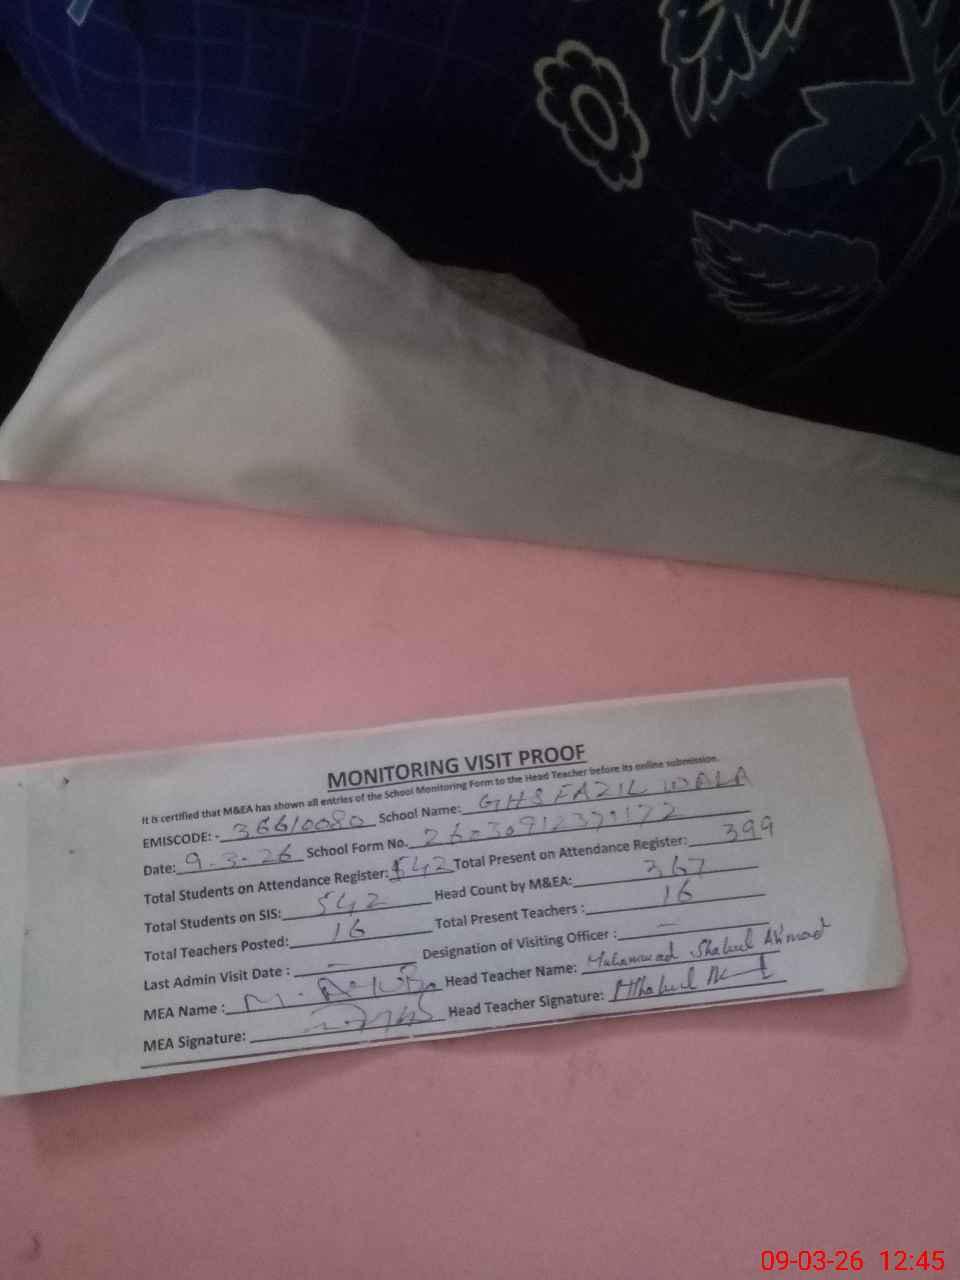 MONITORING VISIT PROOF
It is certified that M&EA has shown all entries of the School Monitoring Form to the Head Teacher before its online submission.
EMISCODE: - 36610080 School Name: GHS FAZIL WALA
Date: 9-3-26 School Form No. 26030912370172
Total Students on Attendance Register: 542 Total Present on Attendance Register: 399
Total Students on SIS: 542 Head Count by M&EA: 367
Total Teachers Posted: 16 Total Present Teachers : 16
Last Admin Visit Date : - Designation of Visiting Officer : -
MEA Name : M. Head Teacher Name: Muhammad Ahmad
MEA Signature: Head Teacher Signature:
09-03-26 12:45